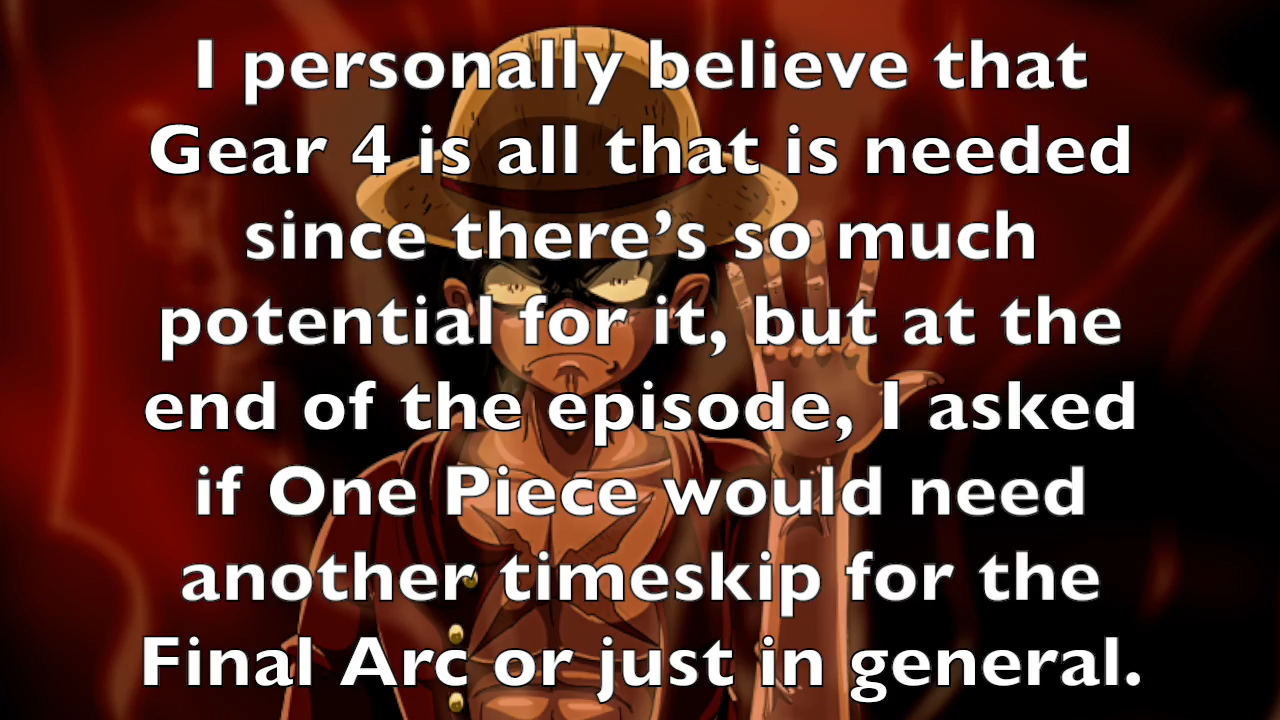 I personally believe that
Gear 4 is all that is needed
since there’s so much
potential for it, but at the
end of the episode, I asked
if One Piece would need
another timeskip for the
Final Arc or just in general.